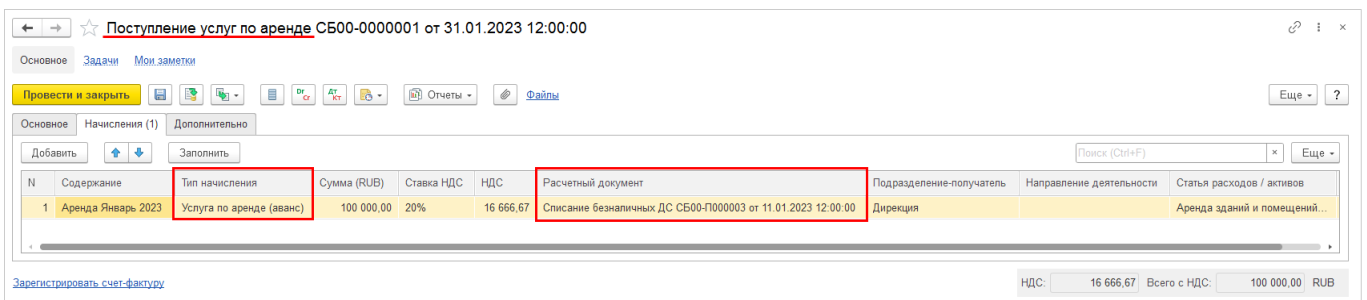 Поступление услуг по аренде СБ00-0000001 от 31.01.2023 12:00:00
Основное Задачи Мои заметки
Провести и закрыть Dr Cr Дт Кт Отчеты Файлы Еще ?
Основное Начисления (1) Дополнительно
Добавить Заполнить Поиск (Ctrl+F) × Еще
N Содержание Тип начисления Сумма (RUB) Ставка НДС НДС Расчетный документ Подразделение-получатель Направление деятельности Статья расходов / активов
1 Аренда Январь 2023 Услуга по аренде (аванс) 100 000,00 20% 16 666,67 Списание безналичных ДС СБ00-П000003 от 11.01.2023 12:00:00 Дирекция Аренда зданий и помещений...
Зарегистрировать счет-фактуру НДС: 16 666,67 Всего с НДС: 100 000,00 RUB